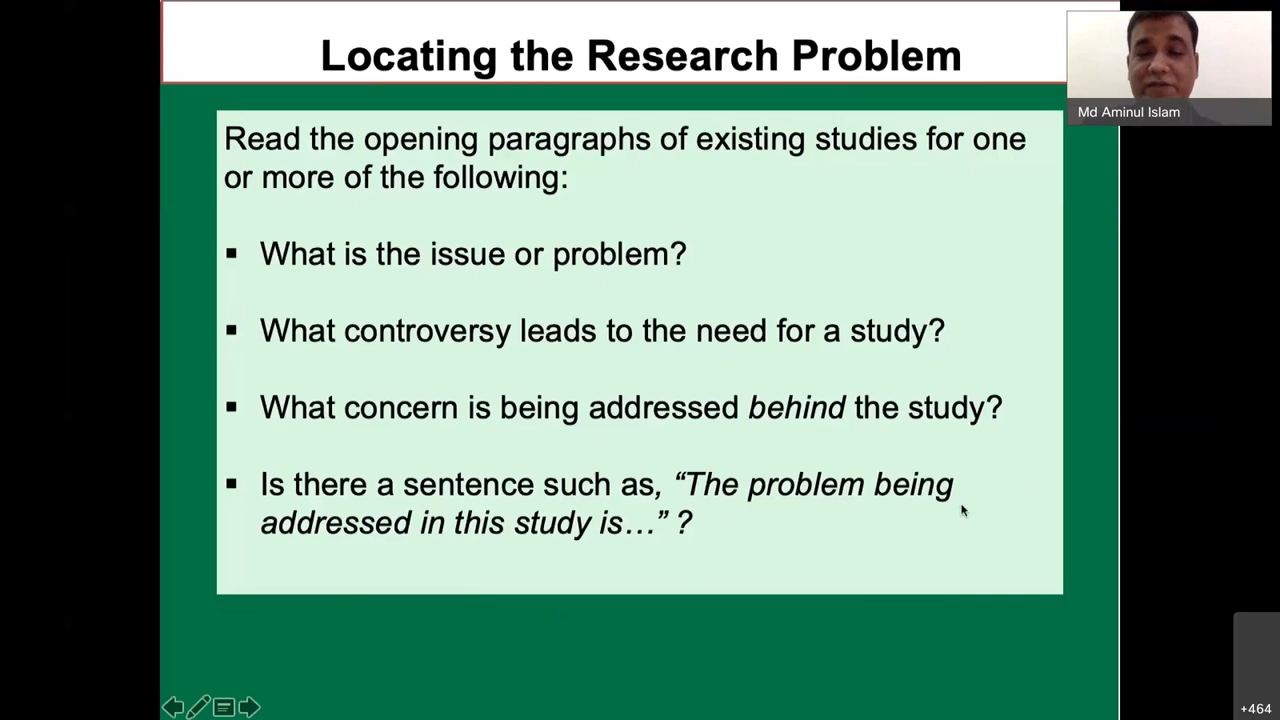 Locating the Research Problem
Md Aminul Islam
Read the opening paragraphs of existing studies for one
or more of the following:
▪ What is the issue or problem?
▪ What controversy leads to the need for a study?
▪ What concern is being addressed behind the study?
▪ Is there a sentence such as, “The problem being
addressed in this study is…” ?
+464